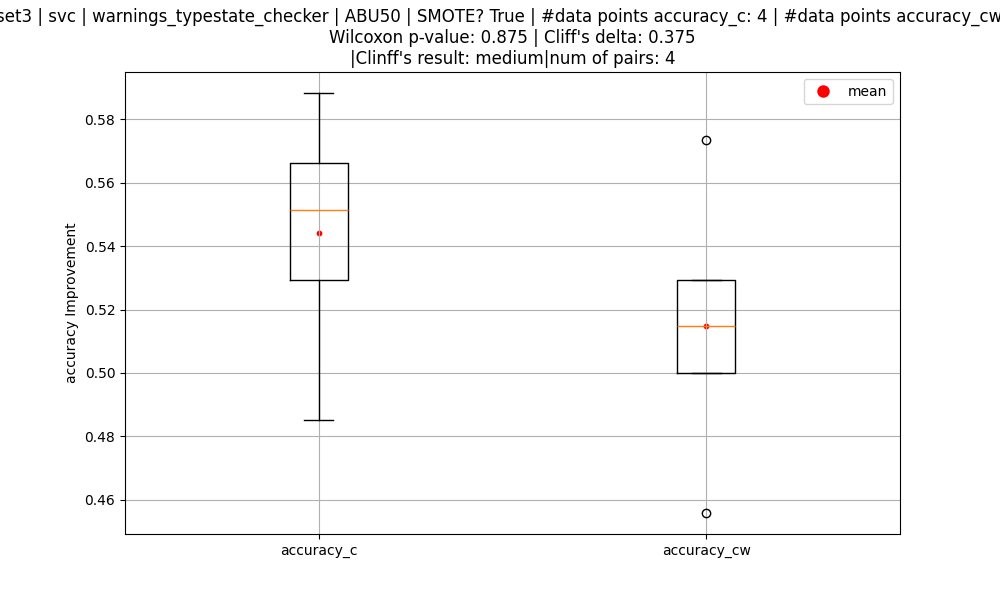 set3 | svc | warnings_typestate_checker | ABU50 | SMOTE? True | #data points accuracy_c: 4 | #data points accuracy_cw
Wilcoxon p-value: 0.875 | Cliff's delta: 0.375
|Clinff's result: medium|num of pairs: 4
mean
0.58
0.56
0.54
0.52
0.50
0.48
0.46
accuracy Improvement
accuracy_c
accuracy_cw